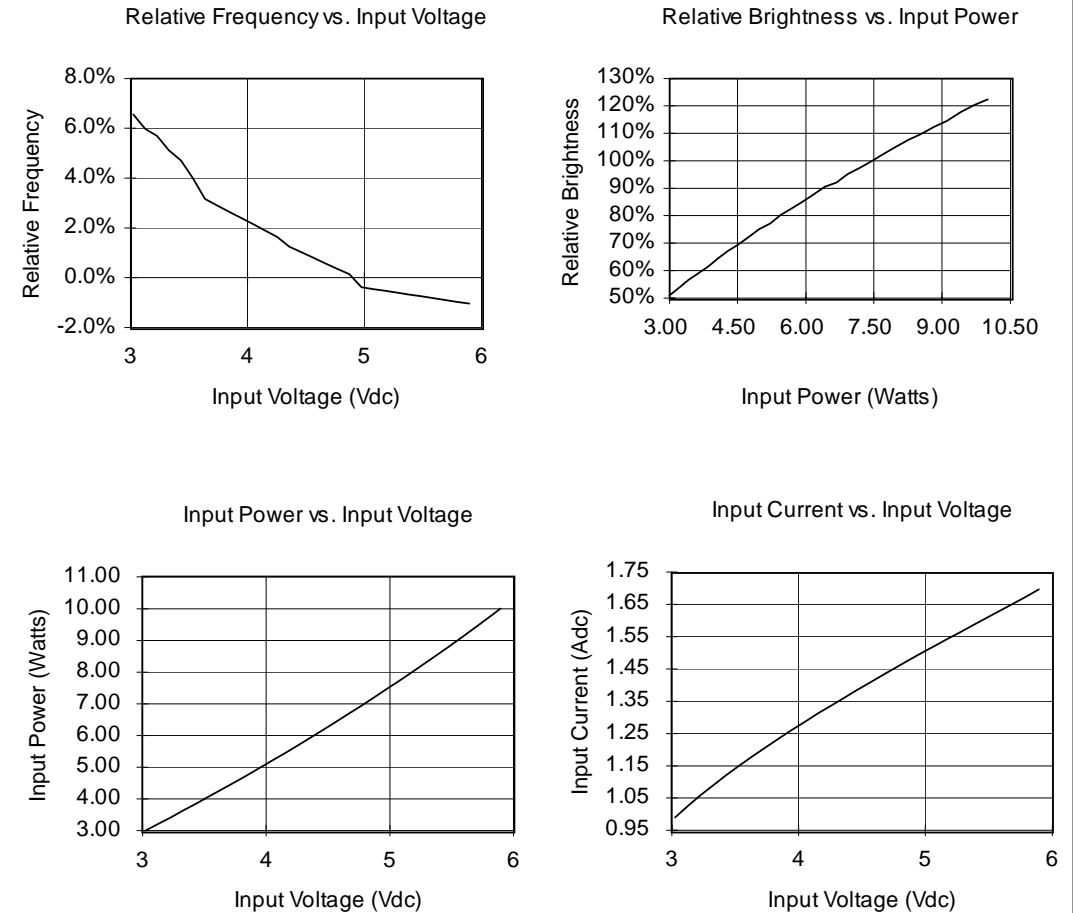 Relative Frequency vs. Input Voltage
Relative Frequency
8.0%
6.0%
4.0%
2.0%
0.0%
-2.0%
3 4 5 6
Input Voltage (Vdc)
Relative Brightness vs. Input Power
Relative Brightness
130%
120%
110%
100%
90%
80%
70%
60%
50%
3.00 4.50 6.00 7.50 9.00 10.50
Input Power (Watts)
Input Power vs. Input Voltage
Input Power (Watts)
11.00
10.00
9.00
8.00
7.00
6.00
5.00
4.00
3.00
3 4 5 6
Input Voltage (Vdc)
Input Current vs. Input Voltage
Input Current (Adc)
1.75
1.65
1.55
1.45
1.35
1.25
1.15
1.05
0.95
3 4 5 6
Input Voltage (Vdc)